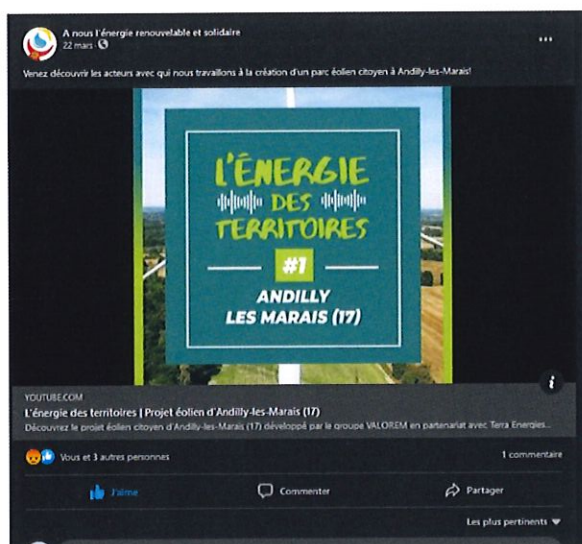 A nous l'énergie renouvelable et solidaire
22 mars
Venez découvrir les acteurs avec qui nous travaillons à la création d'un parc éolien citoyen à Andilly-les-Marais!
L'ÉNERGIE
DES
TERRITOIRES
#1
ANDILLY
LES MARAIS (17)
i
YOUTUBE.COM
L'énergie des territoires | Projet éolien d'Andilly-les-Marais (17)
Découvrez le projet éolien citoyen d'Andilly-les-Marais (17) développé par le groupe VALOREM en partenariat avec Terra Energies...
Vous et 3 autres personnes
1 commentaire
J'aime
Commenter
Partager
Les plus pertinents